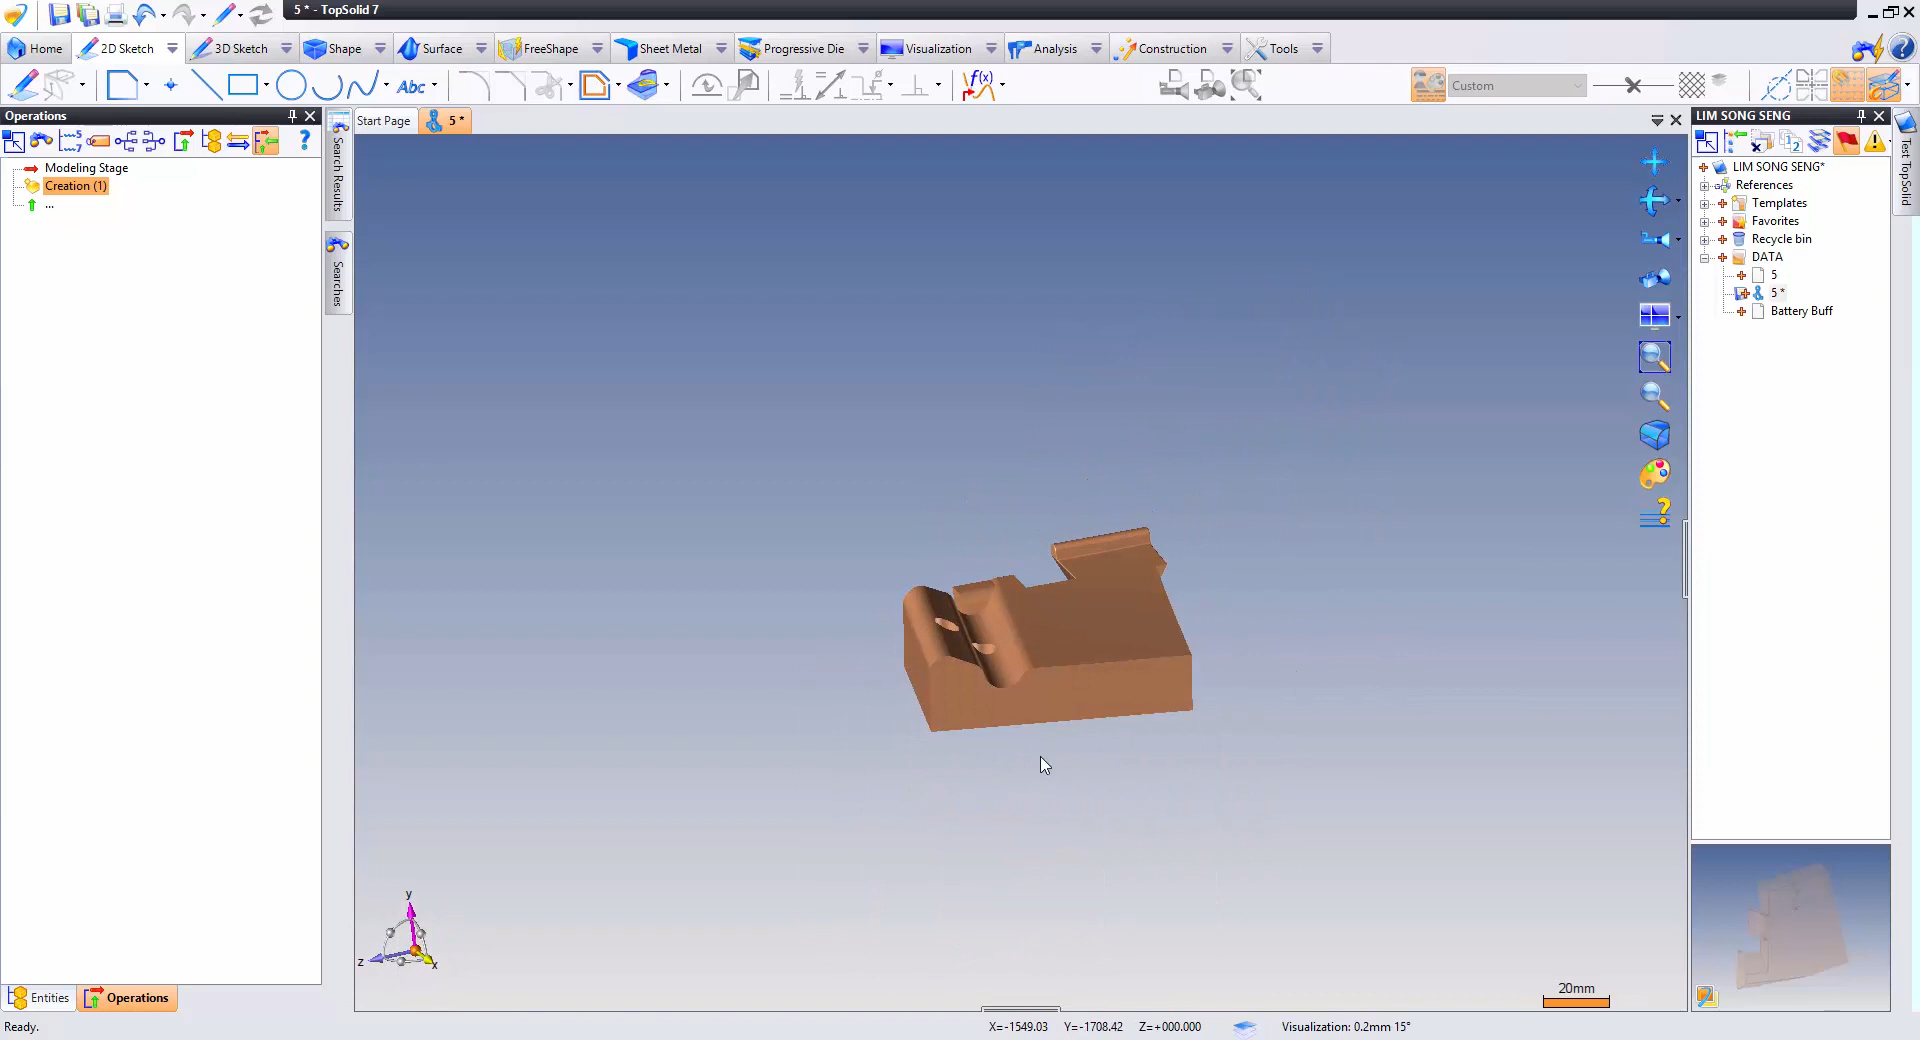 5 * - TopSolid 7
Home
2D Sketch
3D Sketch
Shape
Surface
FreeShape
Sheet Metal
Progressive Die
Visualization
Analysis
Construction
Tools
Abc
f(x)
Custom
Operations
Start Page
5 *
LIM SONG SENG
Modeling Stage
Creation (1)
...
Search Results
Searches
LIM SONG SENG*
References
Templates
Favorites
Recycle bin
DATA
5
5 *
Battery Buff
Test TopSolid
y
z
x
20mm
Entities
Operations
Ready.
X=-1549.03 Y=-1708.42 Z=+000.000
Visualization: 0.2mm 15°